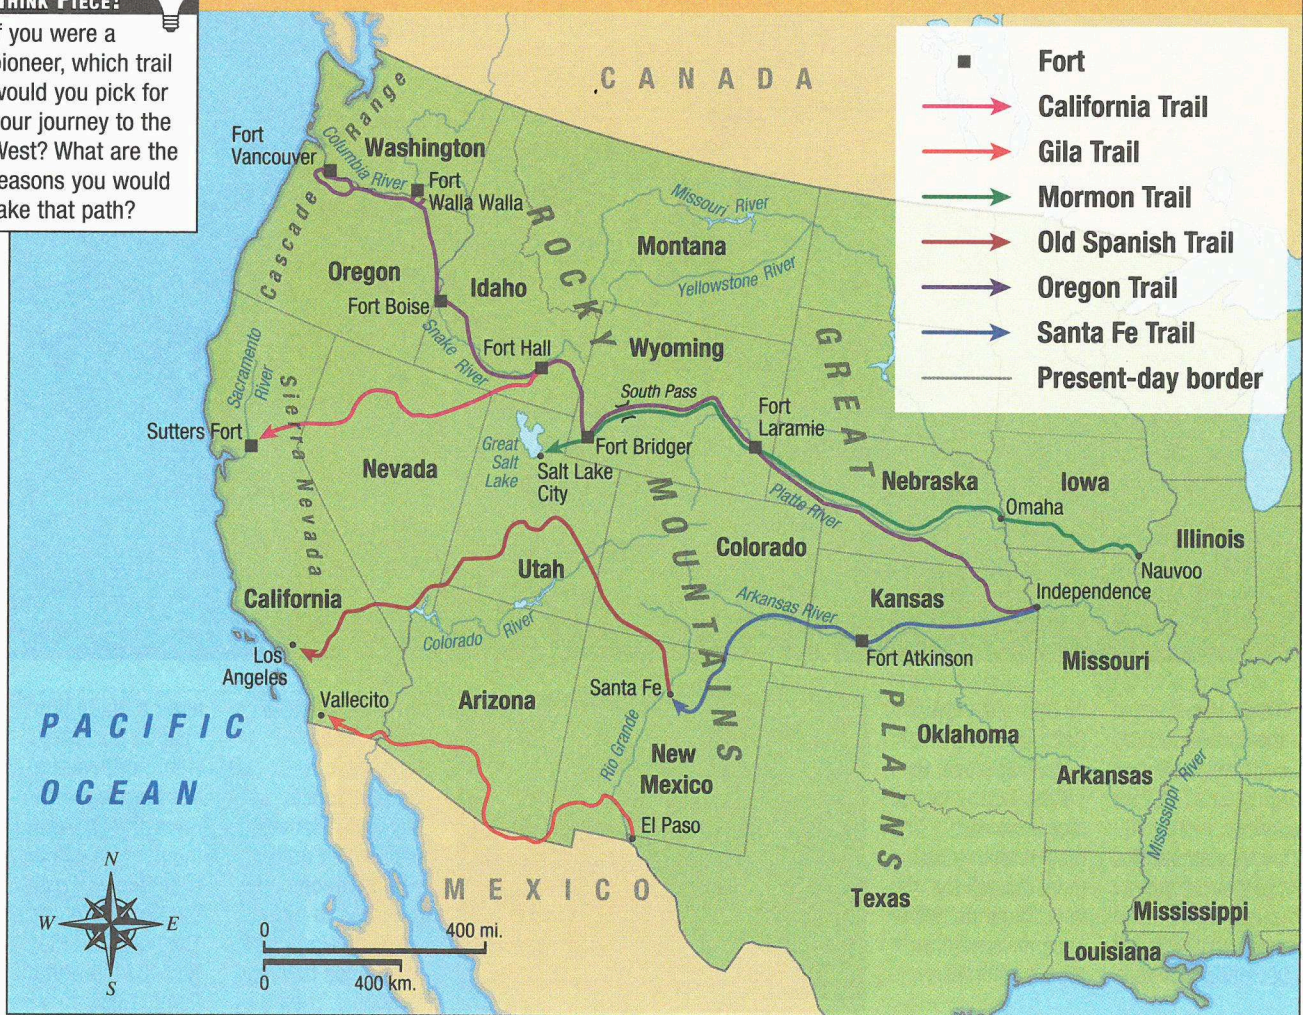 THINK PIECE!
f you were a
ioneer, which trail
would you pick for
our journey to the
West? What are the
easons you would
ake that path?
Fort
California Trail
Gila Trail
Mormon Trail
Old Spanish Trail
Oregon Trail
Santa Fe Trail
Present-day border
CANADA
Cascade Range
Fort
Vancouver
Columbia River
Washington
Fort
Walla Walla
ROCKY MOUNTAINS
Missouri River
Montana
Yellowstone River
Oregon
Idaho
Fort Boise
Snake River
Fort Hall
Wyoming
GREAT PLAINS
South Pass
Fort
Laramie
Sacramento
River
Sierra Nevada
Sutters Fort
Nevada
Great
Salt
Lake
Salt Lake
City
Fort Bridger
Platte River
Nebraska
Iowa
Omaha
Illinois
Nauvoo
Independence
Utah
Colorado
Kansas
Arkansas River
Fort Atkinson
Missouri
California
Colorado River
Los
Angeles
Vallecito
Arizona
Santa Fe
Rio Grande
New
Mexico
Oklahoma
Arkansas
Mississippi River
El Paso
PACIFIC
OCEAN
MEXICO
Texas
Mississippi
Louisiana
N
W
E
S
0
400 mi.
0
400 km.